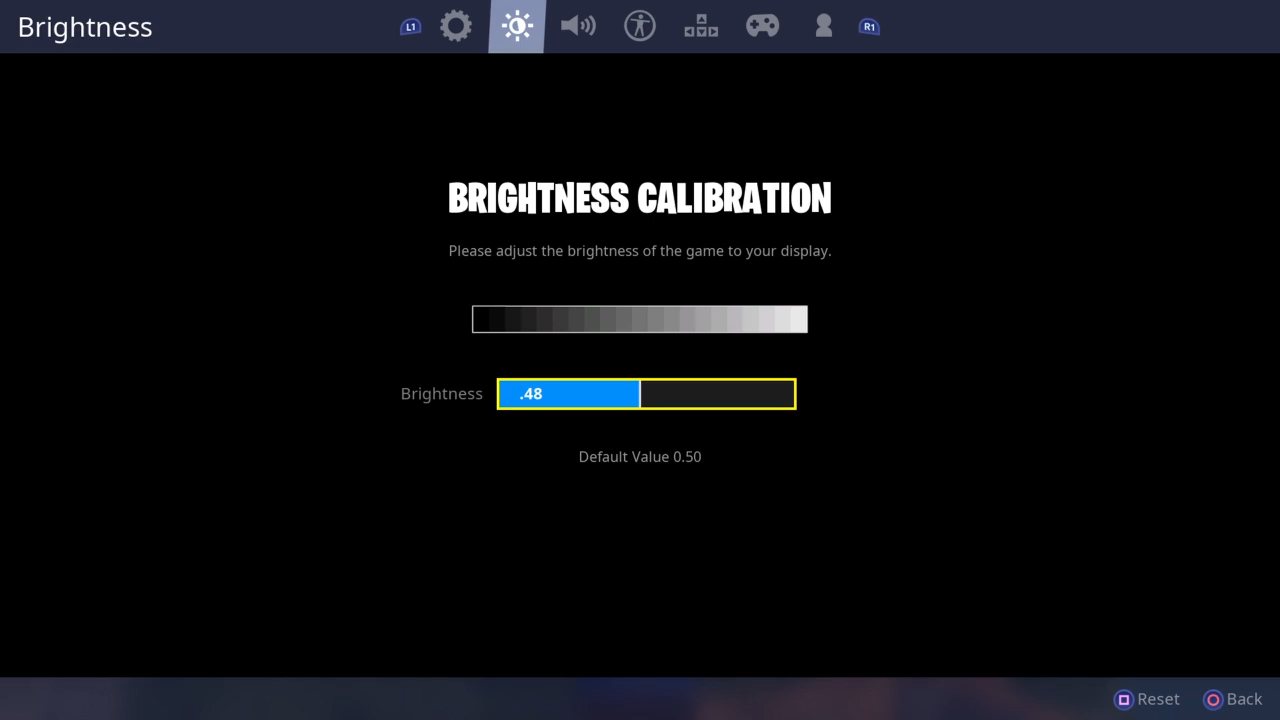 Brightness
L1
R1
BRIGHTNESS CALIBRATION
Please adjust the brightness of the game to your display.
Brightness .48
Default Value 0.50
Reset Back